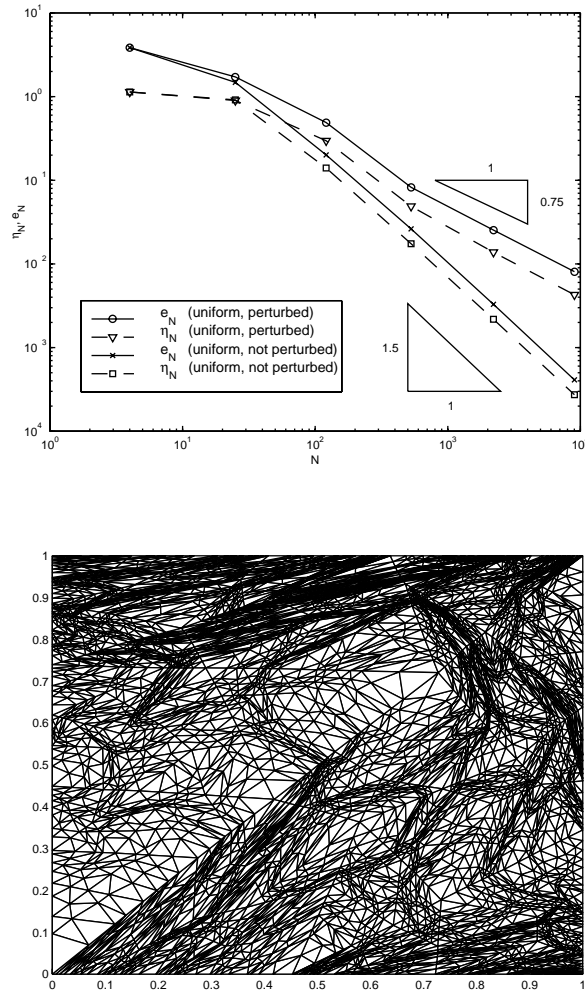 10^1
10^0
10^1
10^2
10^3
10^4
η_N, e_N
1
0.75
1.5
1
e_N (uniform, perturbed)
η_N (uniform, perturbed)
e_N (uniform, not perturbed)
η_N (uniform, not perturbed)
10^0 10^1 10^2 10^3 10
N
1
0.9
0.8
0.7
0.6
0.5
0.4
0.3
0.2
0.1
0
0 0.1 0.2 0.3 0.4 0.5 0.6 0.7 0.8 0.9 1